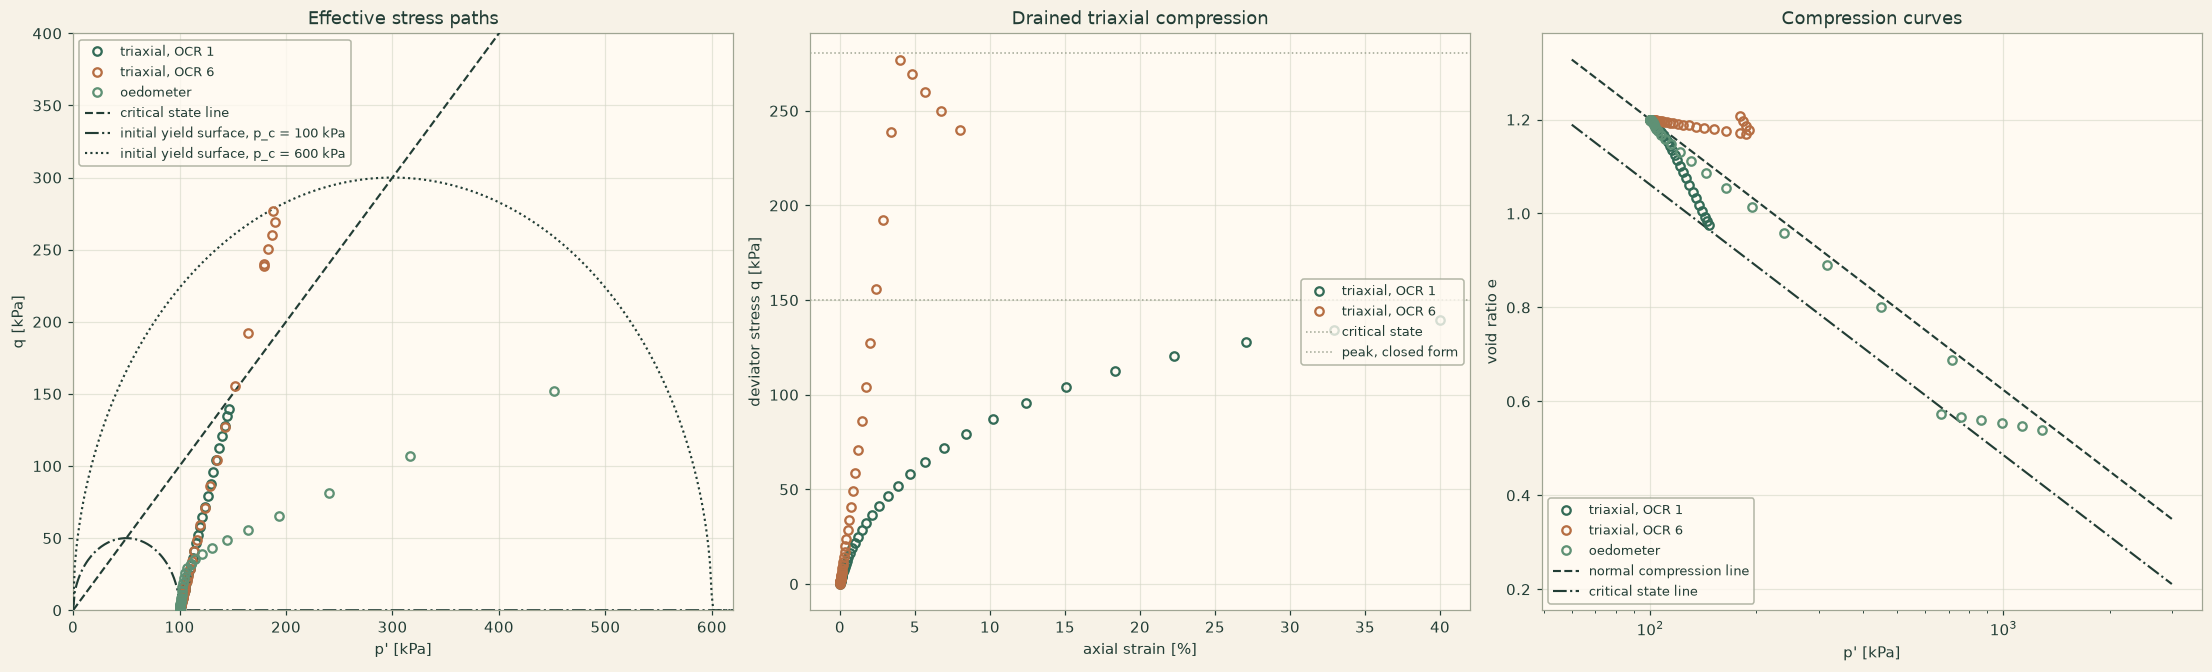 Effective stress paths
400
350
300
250
200
150
100
50
0
q [kPa]
triaxial, OCR 1
triaxial, OCR 6
oedometer
critical state line
initial yield surface, p_c = 100 kPa
initial yield surface, p_c = 600 kPa
0 100 200 300 400 500 600
p' [kPa]
Drained triaxial compression
250
200
150
100
50
0
deviator stress q [kPa]
triaxial, OCR 1
triaxial, OCR 6
critical state
peak, closed form
0 5 10 15 20 25 30 35 40
axial strain [%]
Compression curves
1.2
1.0
0.8
0.6
0.4
0.2
void ratio e
triaxial, OCR 1
triaxial, OCR 6
oedometer
normal compression line
critical state line
10² 10³
p' [kPa]